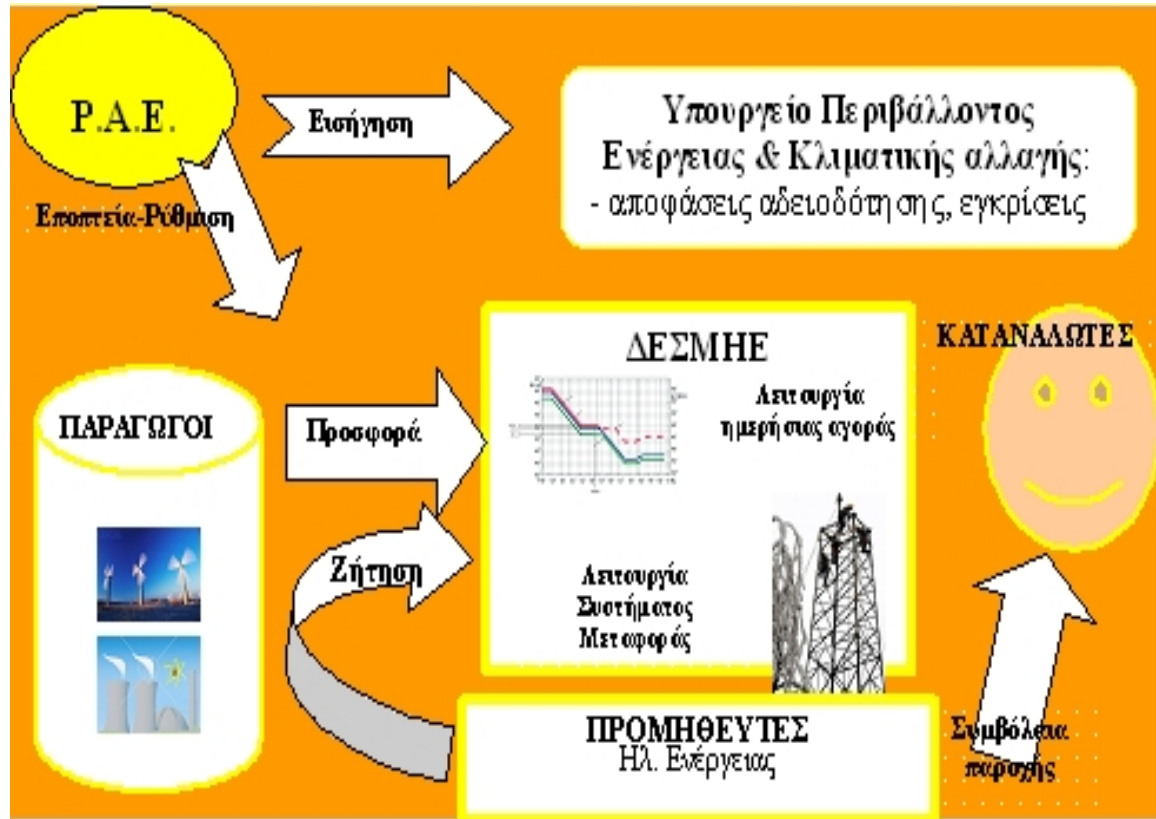 Ρ.Α.Ε.
Εισήγηση
Υπουργείο Περιβάλλοντος
Ενέργειας & Κλιματικής αλλαγής:
- αποφάσεις αδειοδότησης, εγκρίσεις
Εποπτεία-Ρύθμιση
ΔΕΣΜΗΕ
ΚΑΤΑΝΑΛΩΤΕΣ
ΠΑΡΑΓΩΓΟΙ
Προσφορά
Λειτουργία
ημερήσιας αγοράς
Ζήτηση
Λειτουργία
Συστήματος
Μεταφοράς
ΠΡΟΜΗΘΕΥΤΕΣ
Ηλ. Ενέργειας
Συμβόλαια
παροχής